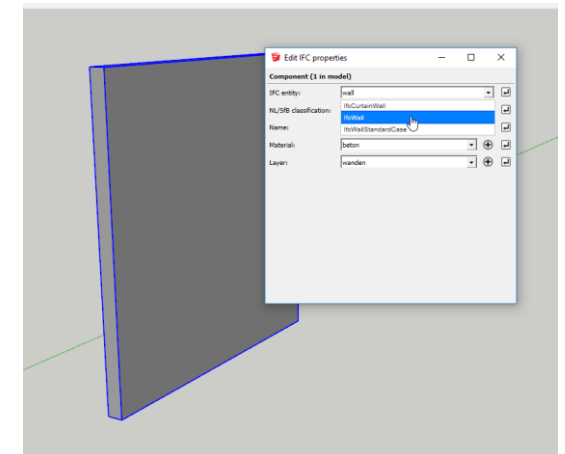 Edit IFC properties
Component (1 in model)
IFC entity: wall
IfcCurtainWall
NL/SfB classification:
IfcWall
Name:
IfcWallStandardCase
Material: beton
Layer: wanden